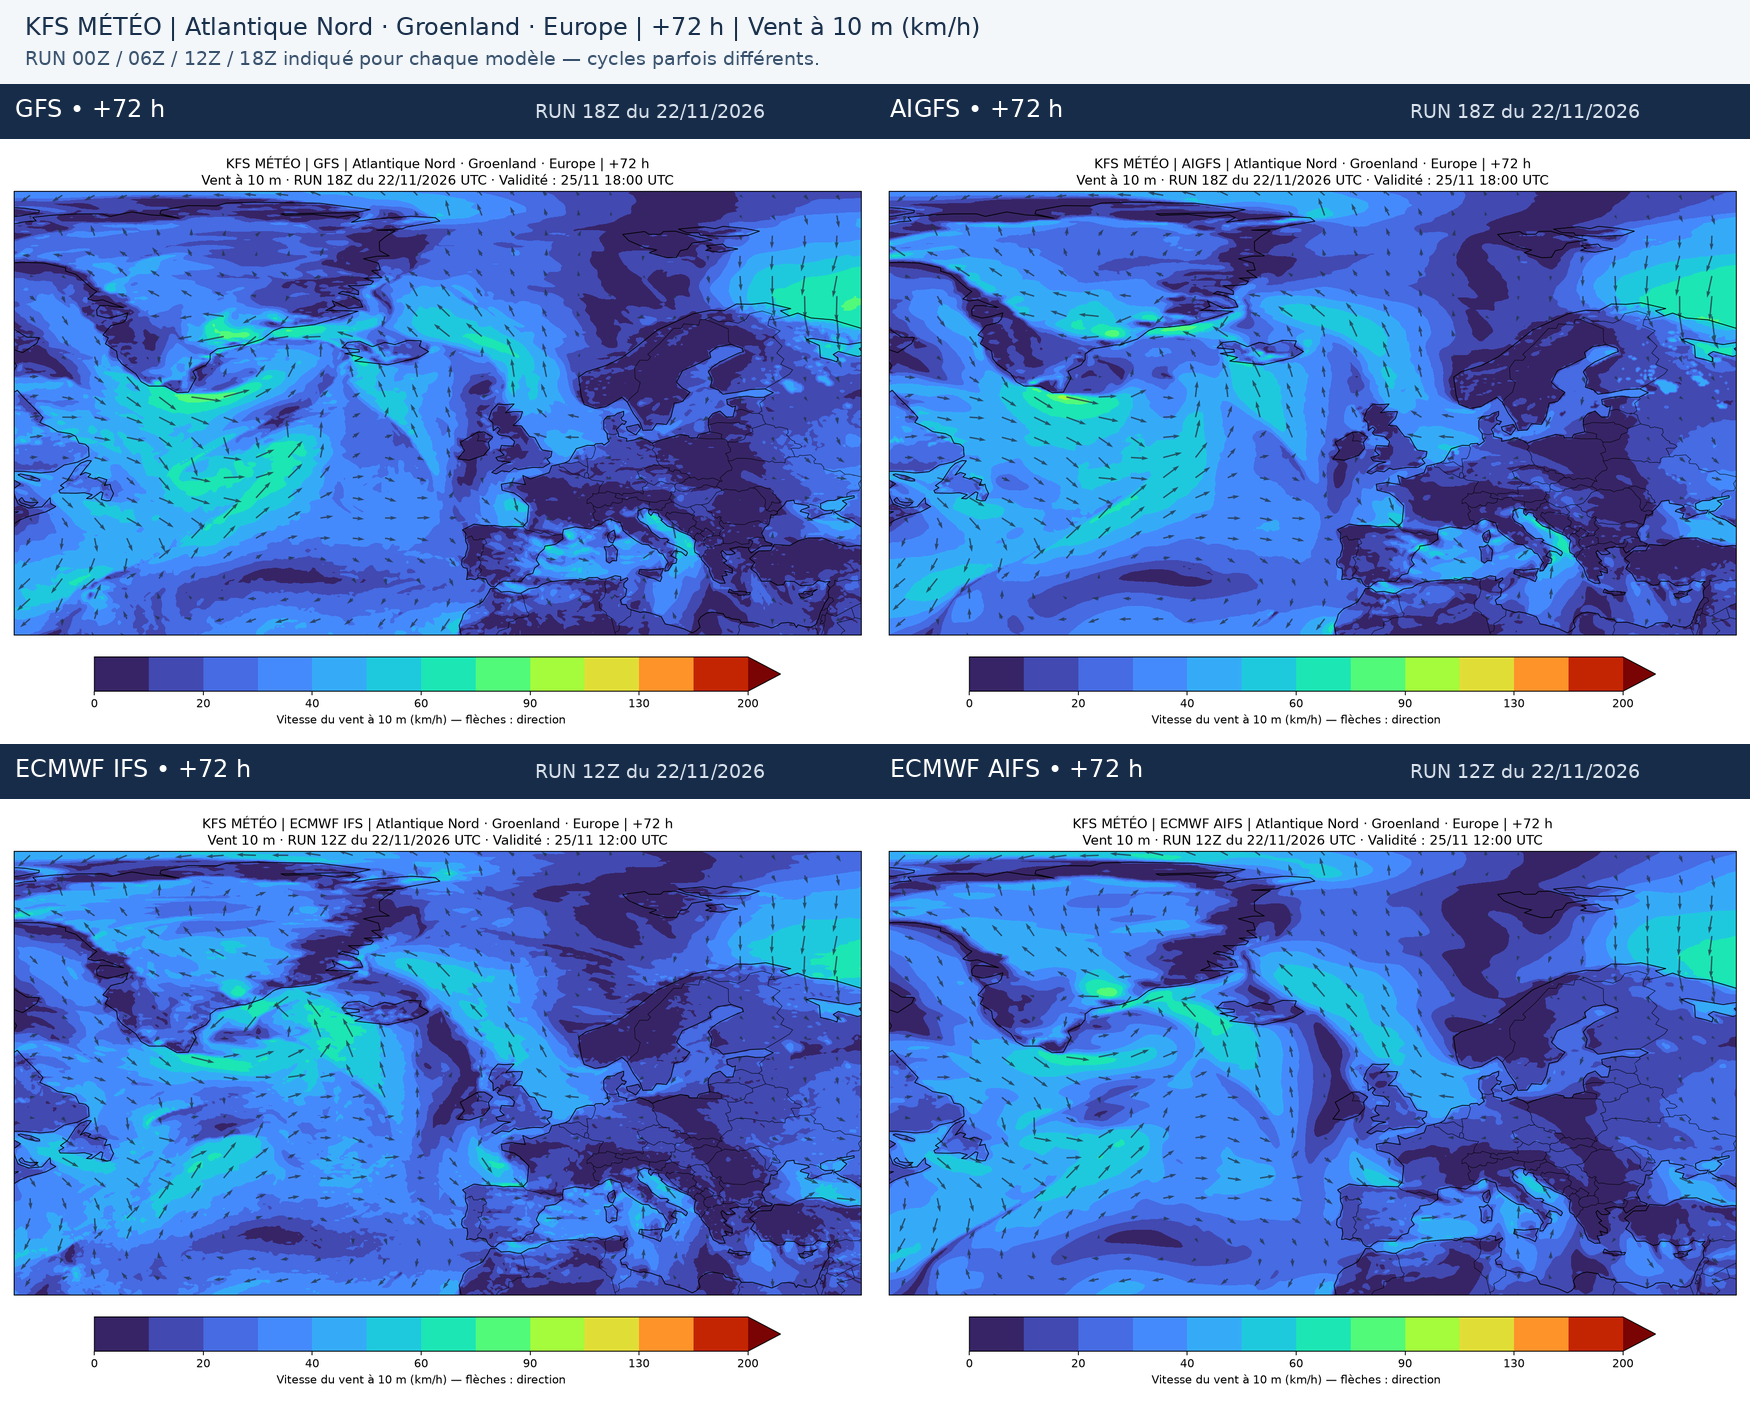 KFS MÉTÉO | Atlantique Nord · Groenland · Europe | +72 h | Vent à 10 m (km/h)
RUN 00Z / 06Z / 12Z / 18Z indiqué pour chaque modèle — cycles parfois différents.
GFS • +72 h
RUN 18Z du 22/11/2026
KFS MÉTÉO | GFS | Atlantique Nord · Groenland · Europe | +72 h
Vent à 10 m · RUN 18Z du 22/11/2026 UTC · Validité : 25/11 18:00 UTC
0 20 40 60 90 130 200
Vitesse du vent à 10 m (km/h) — flèches : direction
AIGFS • +72 h
RUN 18Z du 22/11/2026
KFS MÉTÉO | AIGFS | Atlantique Nord · Groenland · Europe | +72 h
Vent à 10 m · RUN 18Z du 22/11/2026 UTC · Validité : 25/11 18:00 UTC
0 20 40 60 90 130 200
Vitesse du vent à 10 m (km/h) — flèches : direction
ECMWF IFS • +72 h
RUN 12Z du 22/11/2026
KFS MÉTÉO | ECMWF IFS | Atlantique Nord · Groenland · Europe | +72 h
Vent 10 m · RUN 12Z du 22/11/2026 UTC · Validité : 25/11 12:00 UTC
0 20 40 60 90 130 200
Vitesse du vent à 10 m (km/h) — flèches : direction
ECMWF AIFS • +72 h
RUN 12Z du 22/11/2026
KFS MÉTÉO | ECMWF AIFS | Atlantique Nord · Groenland · Europe | +72 h
Vent 10 m · RUN 12Z du 22/11/2026 UTC · Validité : 25/11 12:00 UTC
0 20 40 60 90 130 200
Vitesse du vent à 10 m (km/h) — flèches : direction